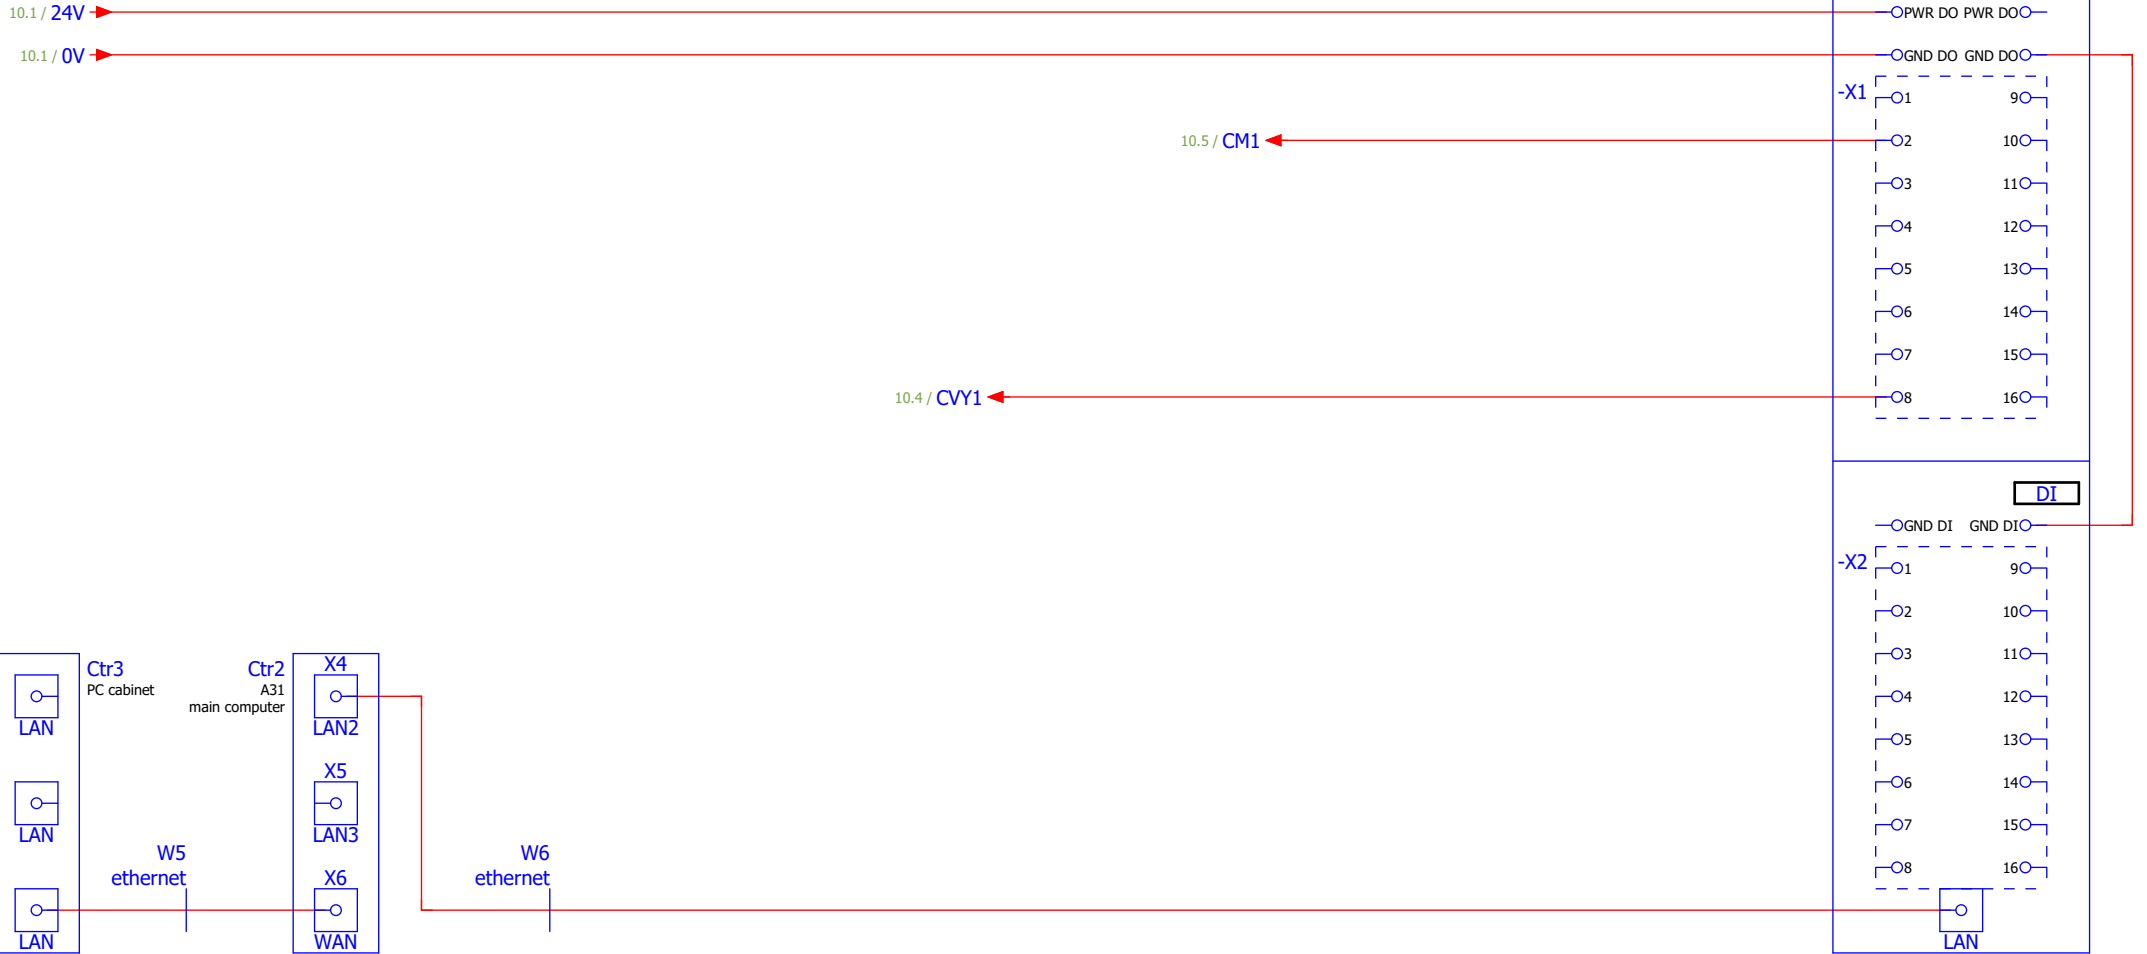 10.1 / 24V
PWR DO PWR DO
10.1 / 0V
GND DO GND DO
-X1
1 9
10.5 / CM1
2 10
3 11
4 12
5 13
6 14
7 15
10.4 / CVY1
8 16
DI
GND DI GND DI
-X2
1 9
2 10
3 11
4 12
5 13
6 14
7 15
8 16
LAN
Ctr3
PC cabinet
LAN
LAN
LAN
W5
ethernet
Ctr2
A31
main computer
X4
LAN2
X5
LAN3
X6
WAN
W6
ethernet